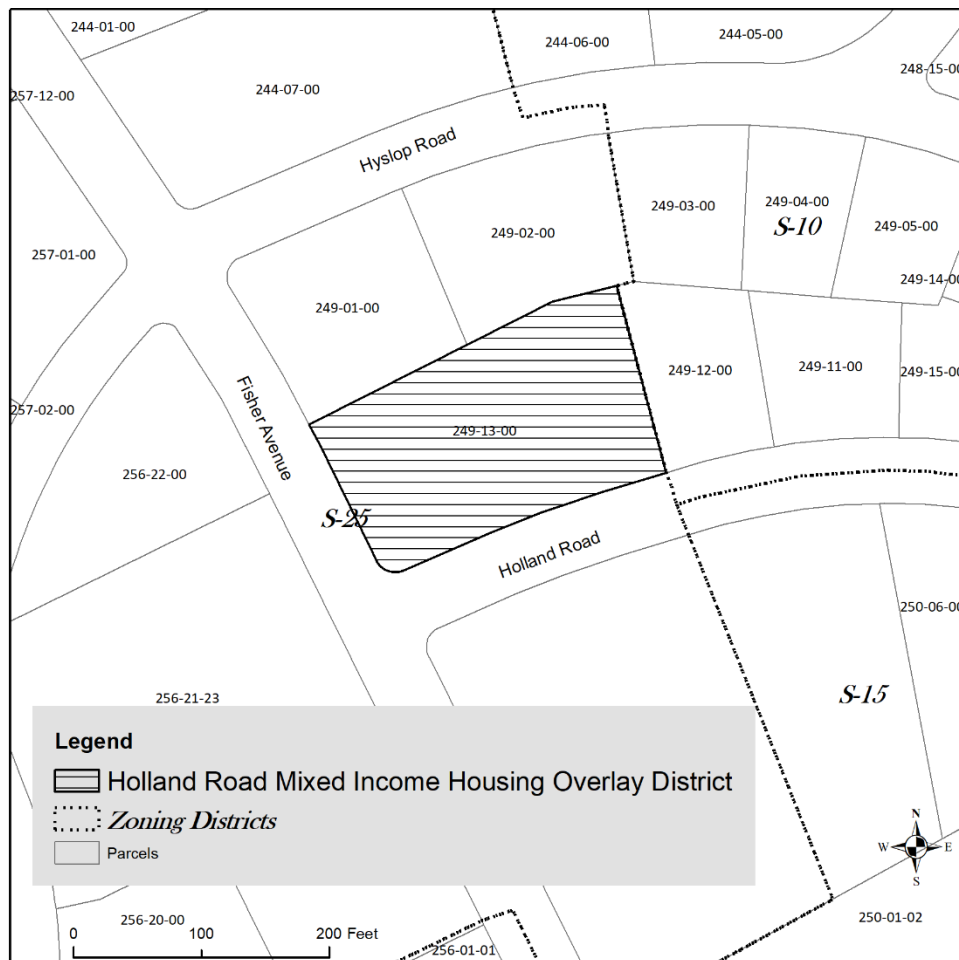 244-01-00
244-06-00
244-05-00
248-15-00
257-12-00
244-07-00
Hyslop Road
249-03-00
249-04-00
S-10
249-05-00
249-02-00
257-01-00
249-14-00
249-01-00
249-12-00
249-11-00
249-15-00
257-02-00
Fisher Avenue
249-13-00
256-22-00
S-25
Holland Road
250-06-00
256-21-23
S-15
Legend
Holland Road Mixed Income Housing Overlay District
Zoning Districts
Parcels
N
W
E
S
256-20-00
250-01-02
0 100 200 Feet
256-01-01